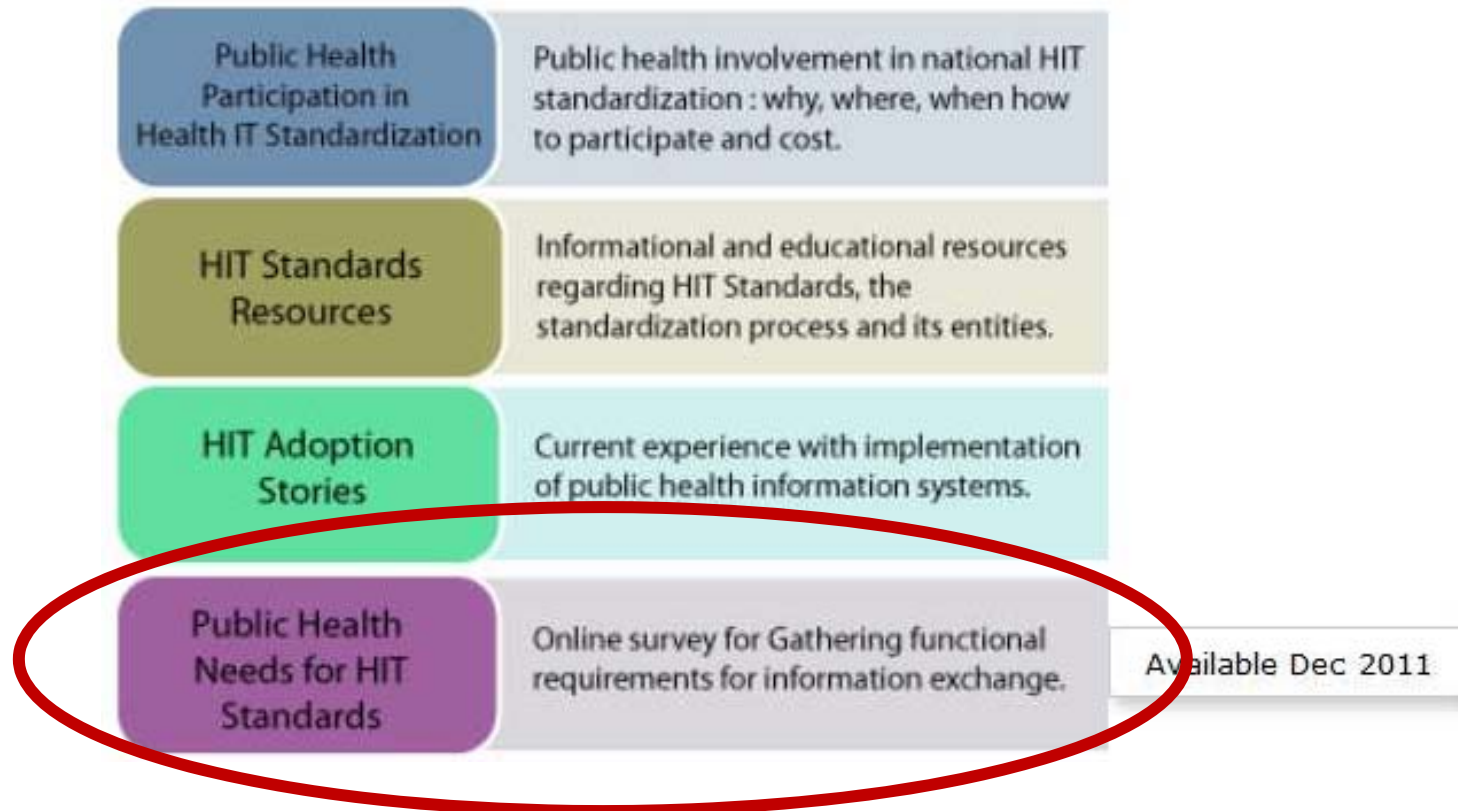 Public Health
Participation in
Health IT Standardization
Public health involvement in national HIT
standardization : why, where, when how
to participate and cost.
HIT Standards
Resources
Informational and educational resources
regarding HIT Standards, the
standardization process and its entities.
HIT Adoption
Stories
Current experience with implementation
of public health information systems.
Public Health
Needs for HIT
Standards
Online survey for Gathering functional
requirements for information exchange.
Available Dec 2011